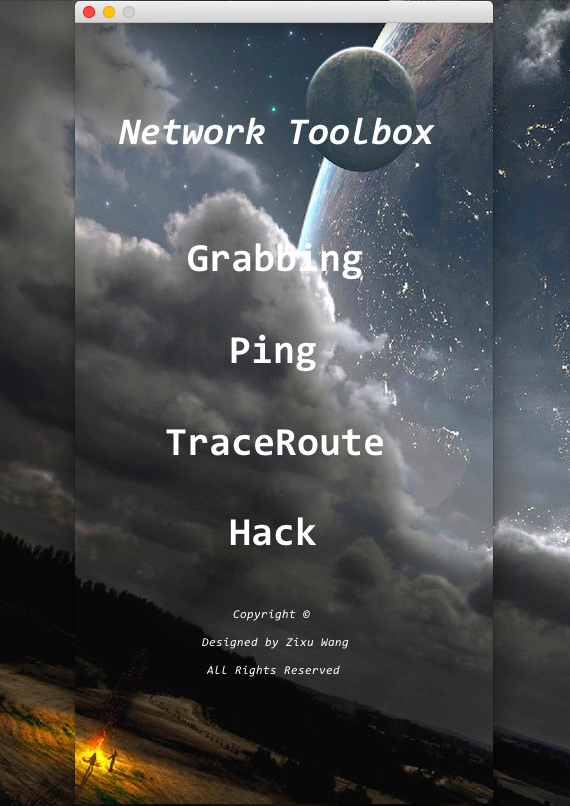 Network Toolbox
Grabbing
Ping
TraceRoute
Hack
Copyright ©
Designed by Zixu Wang
All Rights Reserved